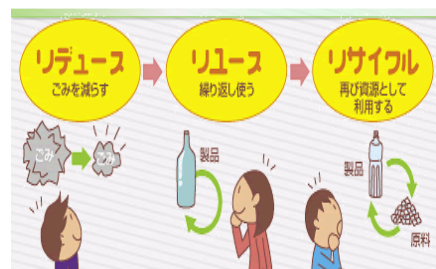 リデュース
ごみを減らす
リユース
繰り返し使う
リサイクル
再び資源として
利用する
ごみ
ごみ
製品
製品
原料